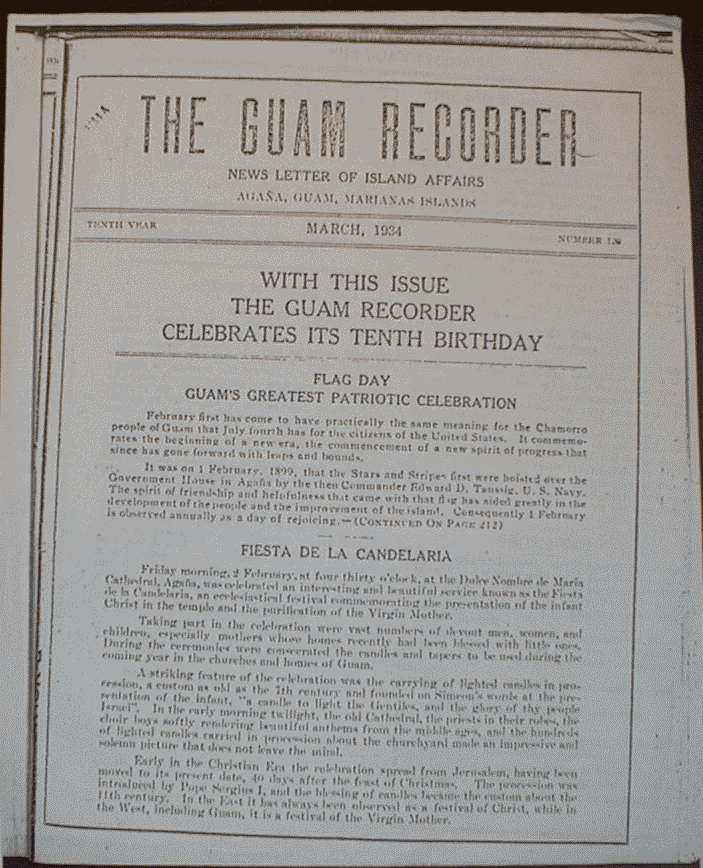 THE GUAM RECORDER
NEWS LETTER OF ISLAND AFFAIRS
AGAÑA, GUAM, MARIANAS ISLANDS
TENTH YEAR
MARCH, 1934
NUMBER 120
WITH THIS ISSUE
THE GUAM RECORDER
CELEBRATES ITS TENTH BIRTHDAY
FLAG DAY
GUAM'S GREATEST PATRIOTIC CELEBRATION
February first has come to have practically the same meaning for the Chamorro
people of Guam that July fourth has for the citizens of the United States. It commemo-
rates the beginning of a new era, the commencement of a new spirit of progress that
since has gone forward with leaps and bounds.
It was on 1 February, 1899, that the Stars and Stripes first were hoisted over the
Government House in Agaña by the then Commander Edward D. Taussig, U. S. Navy.
The spirit of friendship and helpfulness that came with that flag has aided greatly in the
development of the people and the improvement of the island. Consequently 1 February
is observed annually as a day of rejoicing.—(CONTINUED ON PAGE 212)
FIESTA DE LA CANDELARIA
Friday morning, 2 February, at four thirty o'clock, at the Dulce Nombre de Maria
Cathedral, Agaña, was celebrated an interesting and beautiful service known as the Fiesta
de la Candelaria, an ecclesiastical festival commemorating the presentation of the infant
Christ in the temple and the purification of the Virgin Mother.
Taking part in the celebration were vast numbers of devout men, women, and
children, especially mothers whose homes recently had been blessed with little ones.
During the ceremonies were consecrated the candles and tapers to be used during the
coming year in the churches and homes of Guam.
A striking feature of the celebration was the carrying of lighted candles in pro-
cession, a custom as old as the 7th century and founded on Simeon's words at the pre-
sentation of the infant, "a candle to light the Gentiles, and the glory of thy people
Israel". In the early morning twilight, the old Cathedral, the priests in their robes, the
choir boys softly rendering beautiful anthems from the middle ages, and the hundreds
of lighted candles carried in procession about the churchyard made an impressive and
solemn picture that does not leave the mind.
Early in the Christian Era the celebration spread from Jerusalem, having been
moved to its present date, 40 days after the feast of Christmas. The procession was
introduced by Pope Sergius I, and the blessing of candles became the custom about the
11th century. In the East it has always been observed as a festival of Christ, while in
the West, including Guam, it is a festival of the Virgin Mother.